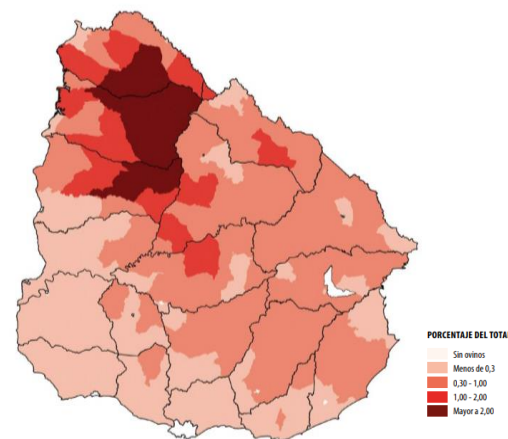 PORCENTAJE DEL TOTA
Sin ovinos
Menos de 0,3
0,30 - 1,00
1,00 - 2,00
Mayor a 2,00